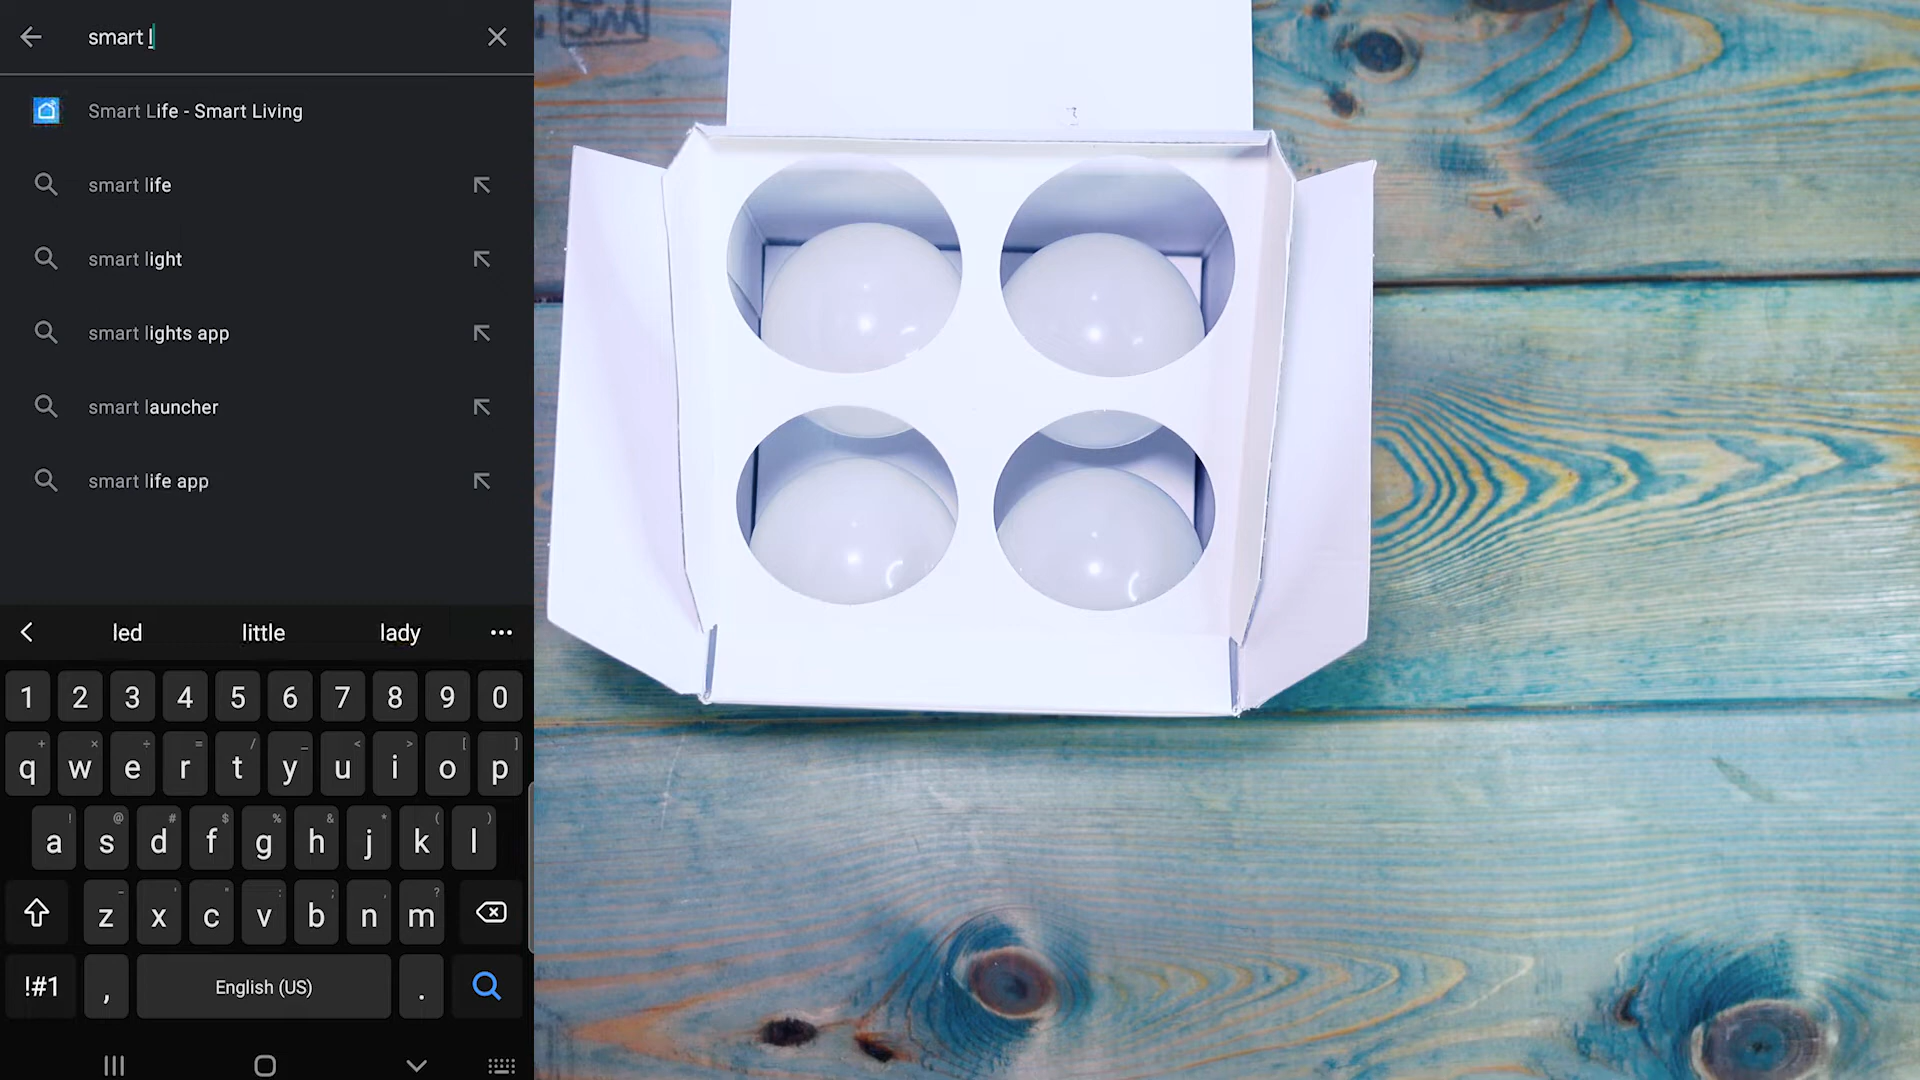 smart l
Smart Life - Smart Living
smart life
smart light
smart lights app
smart launcher
smart life app
led little lady ...
1 2 3 4 5 6 7 8 9 0
+ × ÷ = / _ < > [ ]
q w e r t y u i o p
! @ # $ % & * ( )
a s d f g h j k l
- ' " : ; , ?
z x c v b n m
!#1 , English (US) .